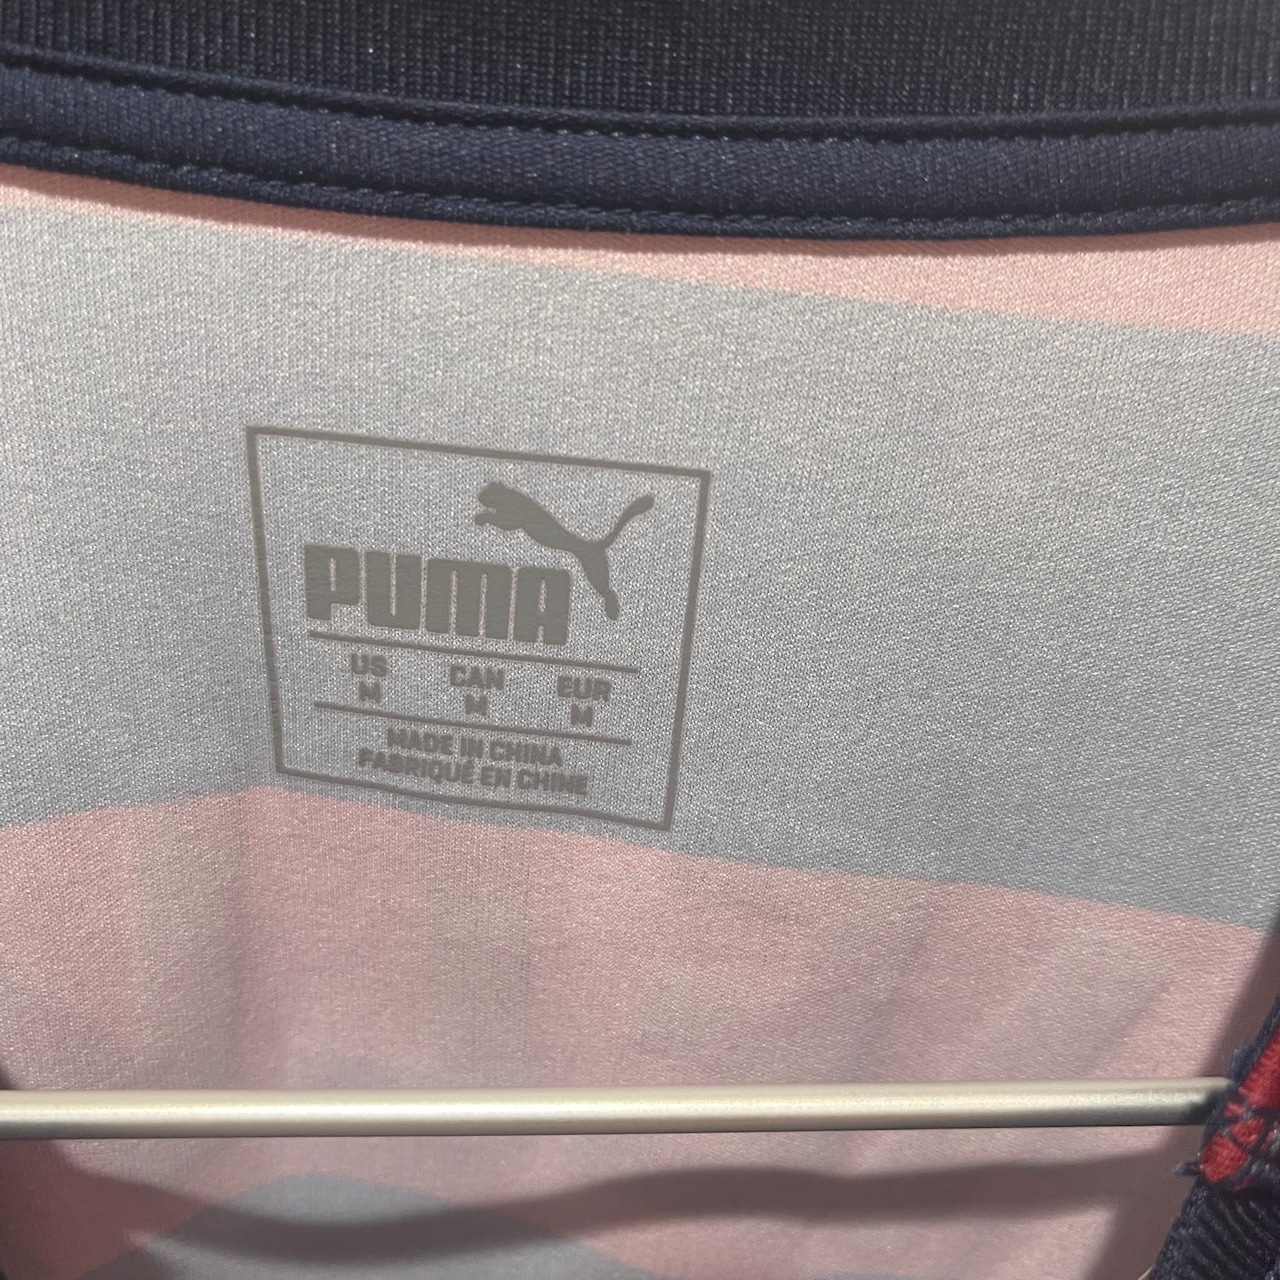 PUMA
US CAN EUR
M M M
MADE IN CHINA
FABRIQUÉ EN CHINE